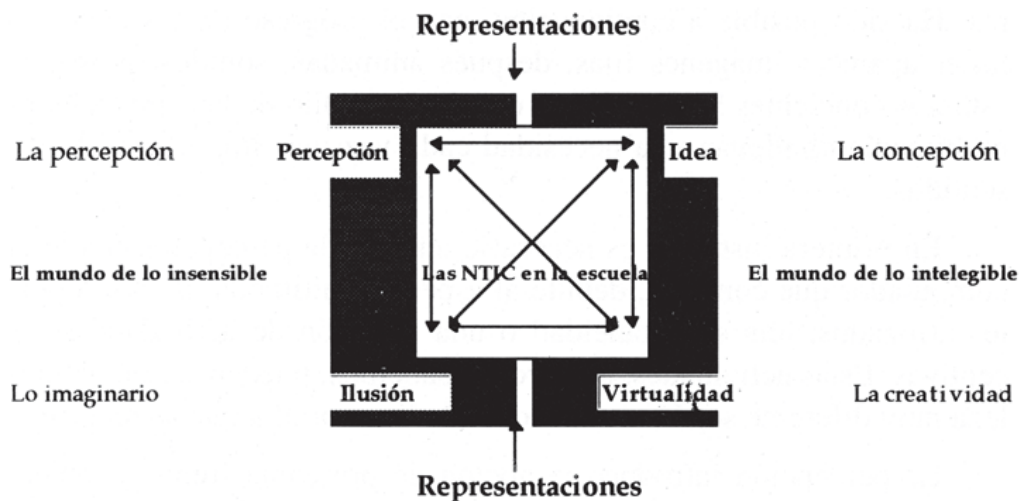 Representaciones
La percepción Percepción Idea La concepción
El mundo de lo insensible Las NTIC en la escuela El mundo de lo intelegible
Lo imaginario Ilusión Virtualidad La creatividad
Representaciones